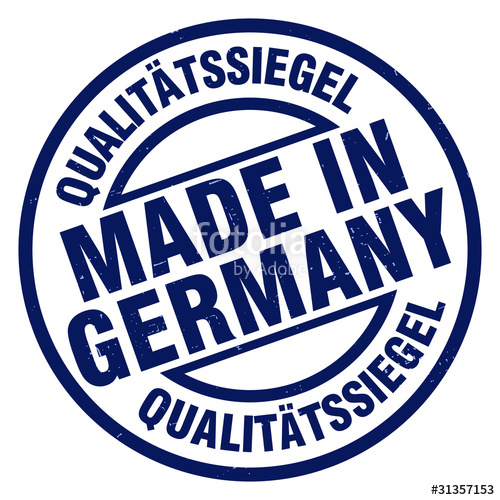 QUALITÄTSSIEGEL
MADE IN
GERMANY
QUALITÄTSSIEGEL
fotolia
by Adobe
#31357153